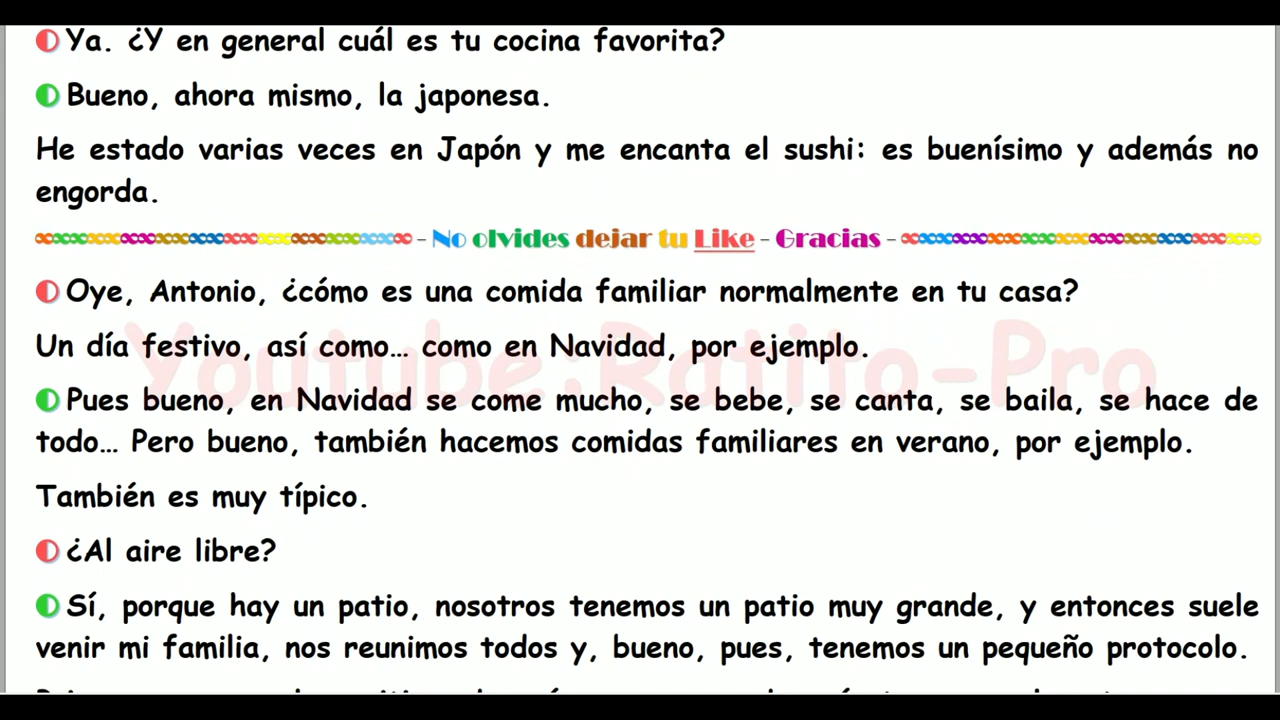 Ya. ¿Y en general cuál es tu cocina favorita?
Bueno, ahora mismo, la japonesa.
He estado varias veces en Japón y me encanta el sushi: es buenísimo y además no
engorda.
- No olvides dejar tu Like - Gracias -
Oye, Antonio, ¿cómo es una comida familiar normalmente en tu casa?
Un día festivo, así como... como en Navidad, por ejemplo.
Youtube:Ratito-Pro
Pues bueno, en Navidad se come mucho, se bebe, se canta, se baila, se hace de
todo... Pero bueno, también hacemos comidas familiares en verano, por ejemplo.
También es muy típico.
¿Al aire libre?
Sí, porque hay un patio, nosotros tenemos un patio muy grande, y entonces suele
venir mi familia, nos reunimos todos y, bueno, pues, tenemos un pequeño protocolo.